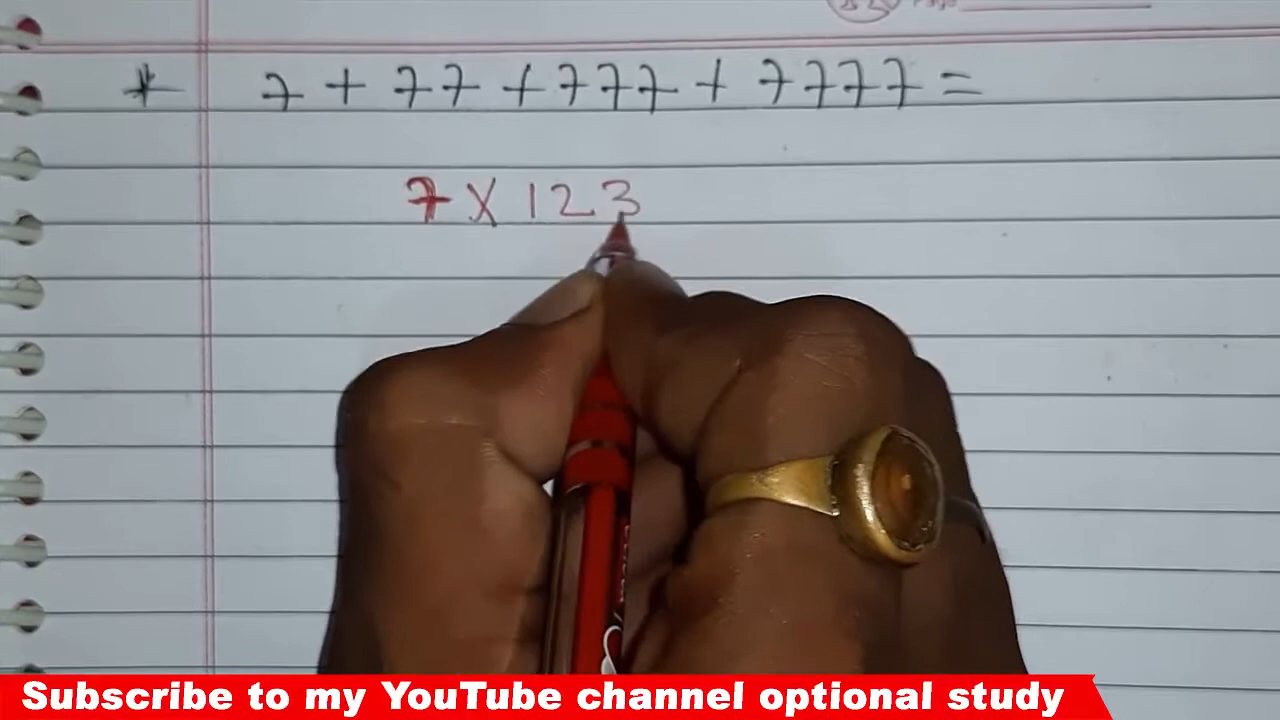 * 7 + 77 + 777 + 7777 =
7 X 123
Subscribe to my YouTube channel optional study